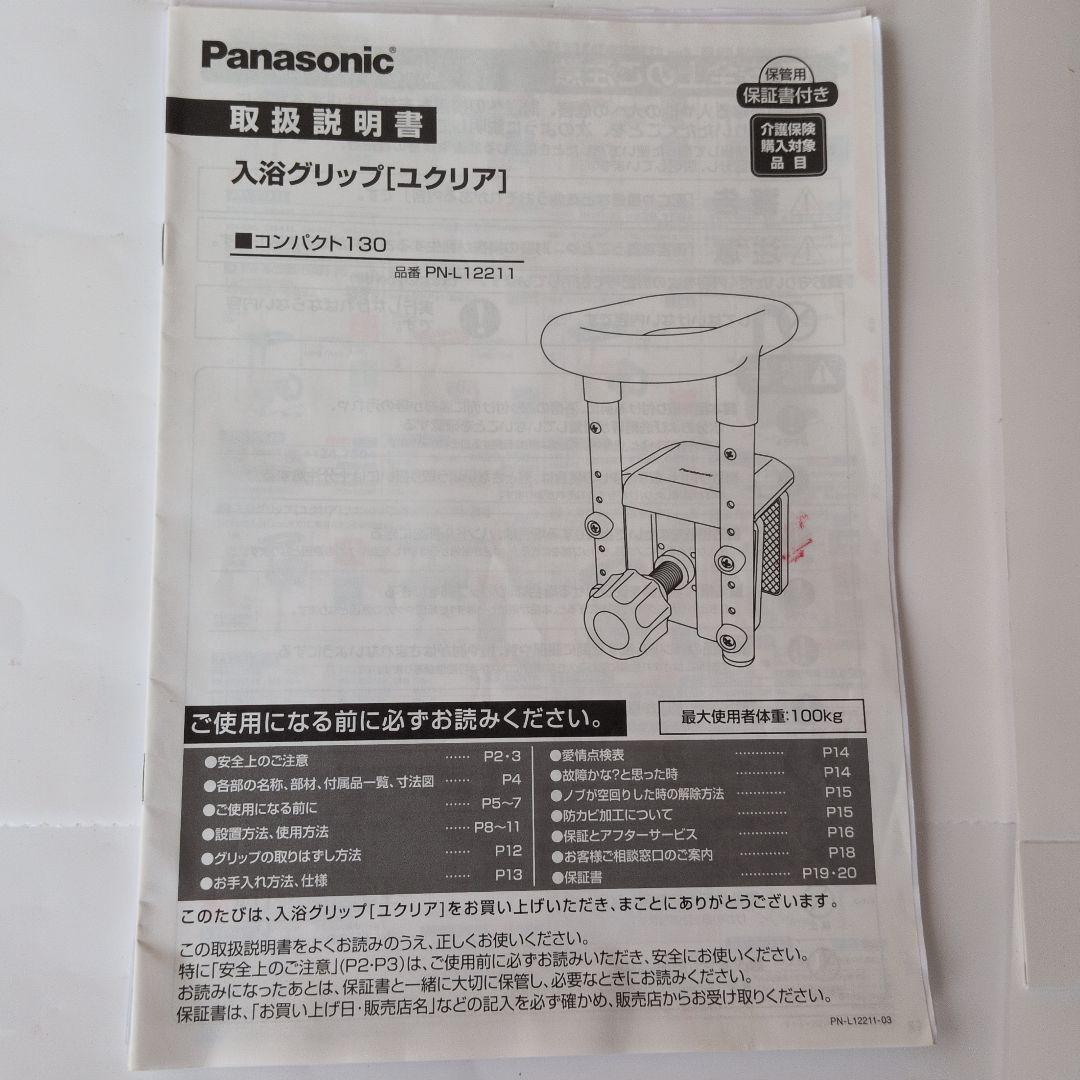 Panasonic®
保管用
保証書付き
取扱説明書
介護保険
購入対象
品目
入浴グリップ[ユクリア]
■コンパクト130
品番 PN-L12211
Panasonic
ご使用になる前に必ずお読みください。
最大使用者体重:100kg
●安全上のご注意 …… P2・3
●各部の名称、部材、付属品一覧、寸法図 …… P4
●ご使用になる前に …… P5~7
●設置方法、使用方法 …… P8~11
●グリップの取りはずし方法 …… P12
●お手入れ方法、仕様 …… P13
●愛情点検表 ………… P14
●故障かな?と思った時 ………… P14
●ノブが空回りした時の解除方法 ………… P15
●防カビ加工について ………… P15
●保証とアフターサービス ………… P16
●お客様ご相談窓口のご案内 ………… P18
●保証書 ………… P19・20
このたびは、入浴グリップ[ユクリア]をお買い上げいただき、まことにありがとうございます。
この取扱説明書をよくお読みのうえ、正しくお使いください。
特に「安全上のご注意」(P2・P3)は、ご使用前に必ずお読みいただき、安全にお使いください。
お読みになったあとは、保証書と一緒に大切に保管し、必要なときにお読みください。
保証書は、「お買い上げ日・販売店名」などの記入を必ず確かめ、販売店からお受け取りください。
PN-L12211-03